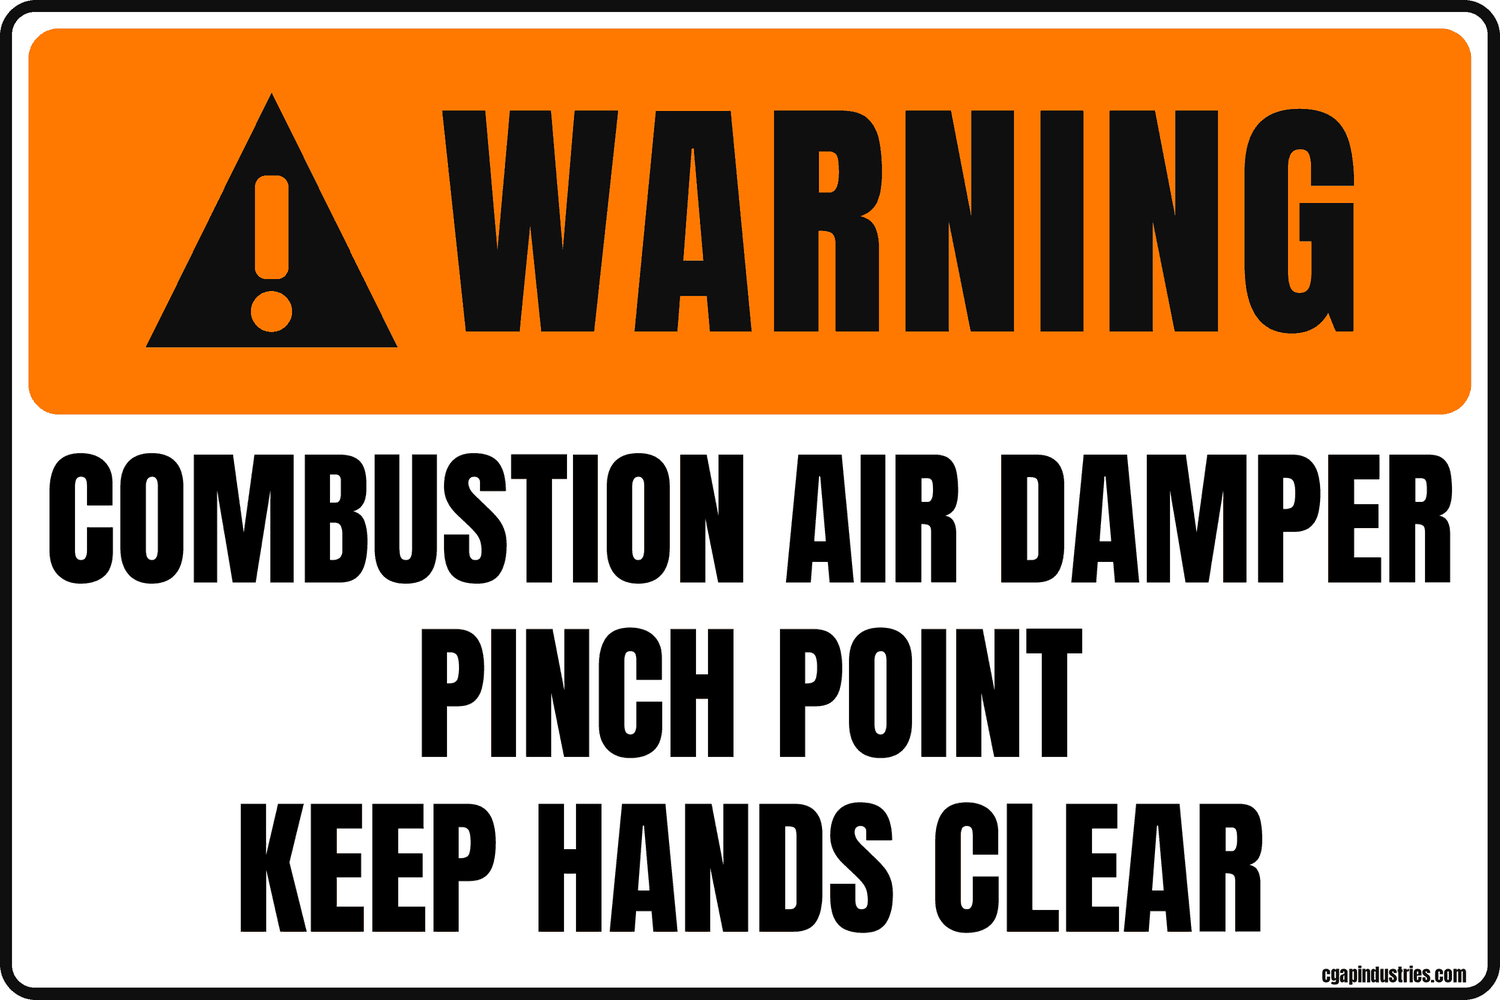 WARNING
COMBUSTION AIR DAMPER
PINCH POINT
KEEP HANDS CLEAR
cgapindustries.com